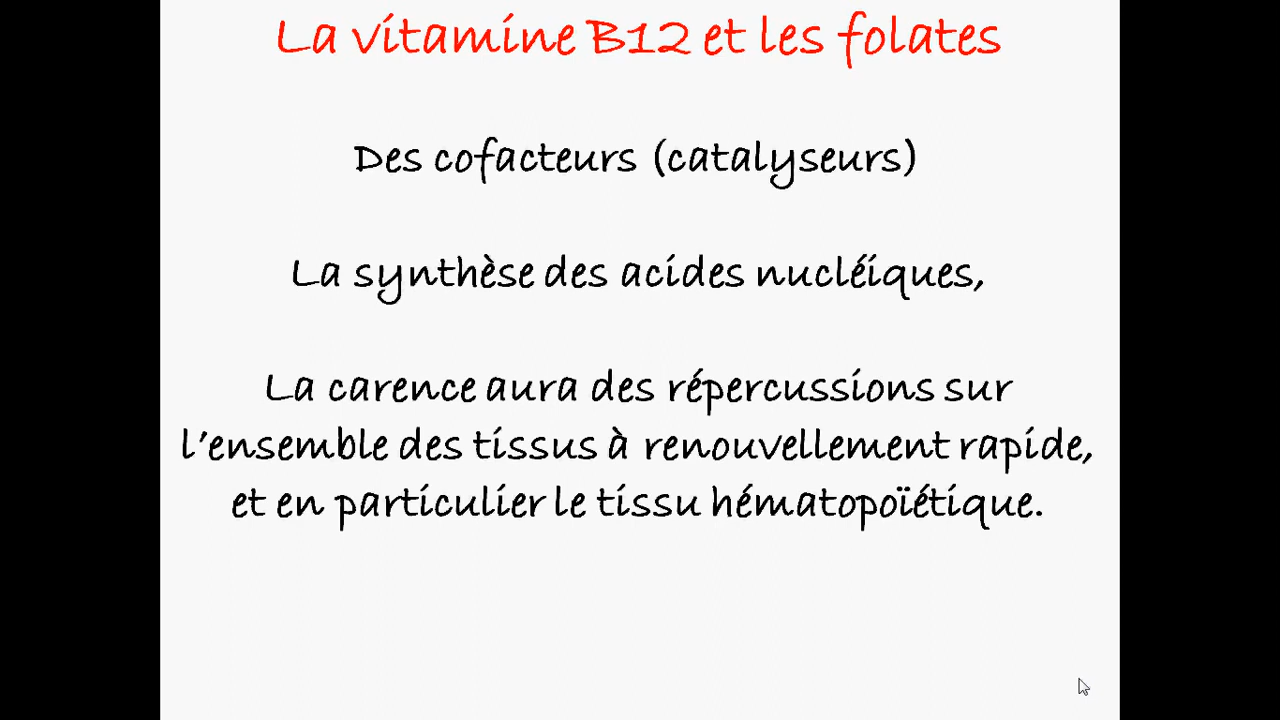 La vitamine B12 et les folates
Des cofacteurs (catalyseurs)
La synthèse des acides nucléiques,
La carence aura des répercussions sur
l'ensemble des tissus à renouvellement rapide,
et en particulier le tissu hématopoïétique.